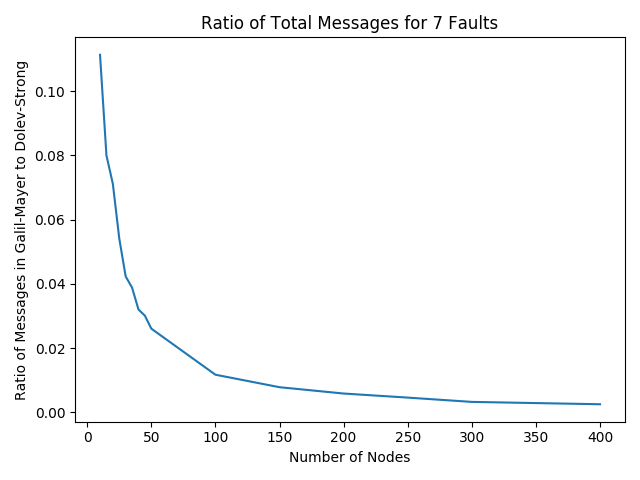 Ratio of Total Messages for 7 Faults
Ratio of Messages in Galil-Mayer to Dolev-Strong
0.10
0.08
0.06
0.04
0.02
0.00
0 50 100 150 200 250 300 350 400
Number of Nodes